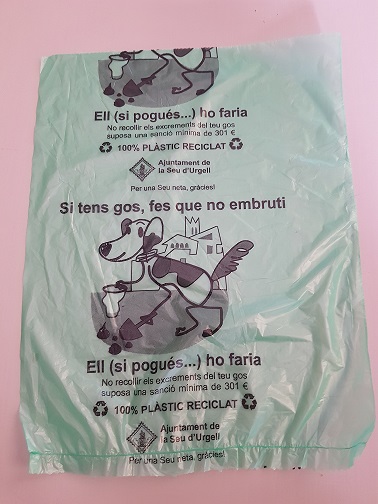 Ell (si pogués...) ho faria
No recollir els excrements del teu gos
suposa una sanció mínima de 301 €
100% PLÀSTIC RECICLAT
Ajuntament de
la Seu d'Urgell
Per una Seu neta, gràcies!
Si tens gos, fes que no embruti
Ell (si pogués...) ho faria
No recollir els excrements del teu gos
suposa una sanció mínima de 301 €
100% PLÀSTIC RECICLAT
Ajuntament de
la Seu d'Urgell
Per una Seu neta, gràcies!